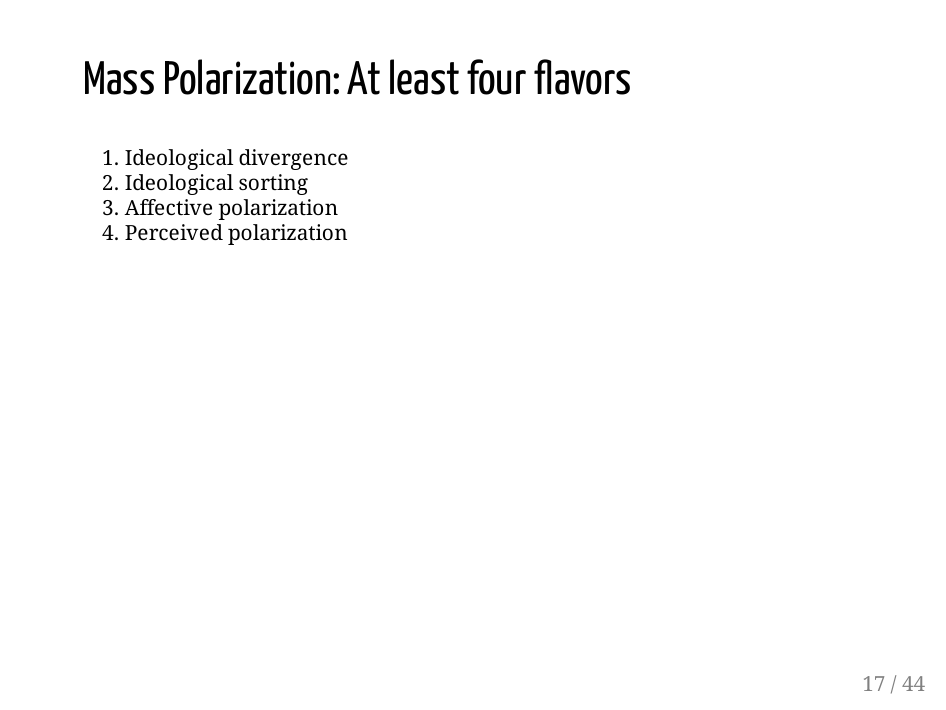 Mass Polarization: At least four flavors
1. Ideological divergence
2. Ideological sorting
3. Affective polarization
4. Perceived polarization
17 / 44